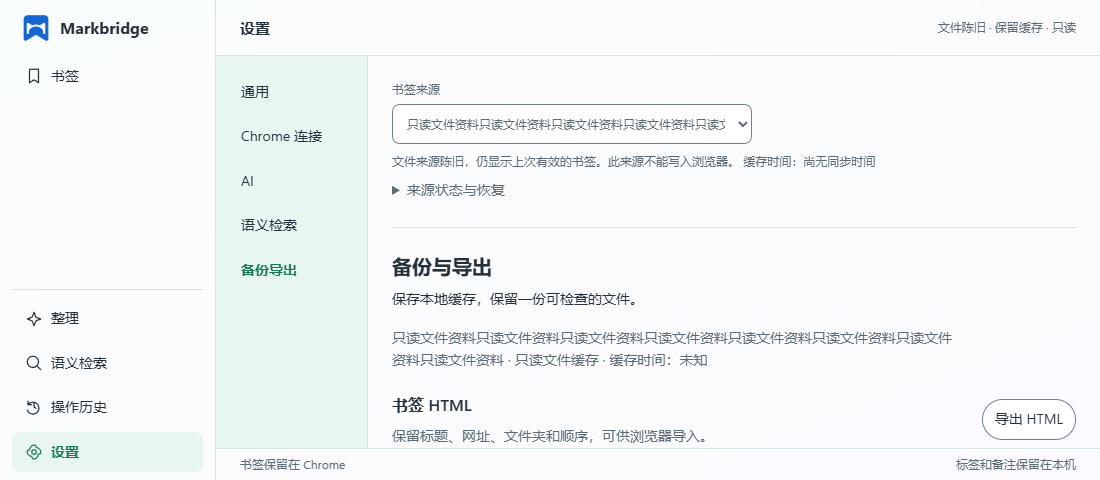 Markbridge
书签
整理
语义检索
操作历史
设置
设置
文件陈旧 · 保留缓存 · 只读
通用
Chrome 连接
AI
语义检索
备份导出
书签来源
只读文件资料只读文件资料只读文件资料只读文件资料只读文
文件来源陈旧，仍显示上次有效的书签。此来源不能写入浏览器。 缓存时间：尚无同步时间
来源状态与恢复
备份与导出
保存本地缓存，保留一份可检查的文件。
只读文件资料只读文件资料只读文件资料只读文件资料只读文件资料只读文件资料只读文件
资料只读文件资料 · 只读文件缓存 · 缓存时间：未知
书签 HTML
保留标题、网址、文件夹和顺序，可供浏览器导入。
导出 HTML
书签保留在 Chrome
标签和备注保留在本机